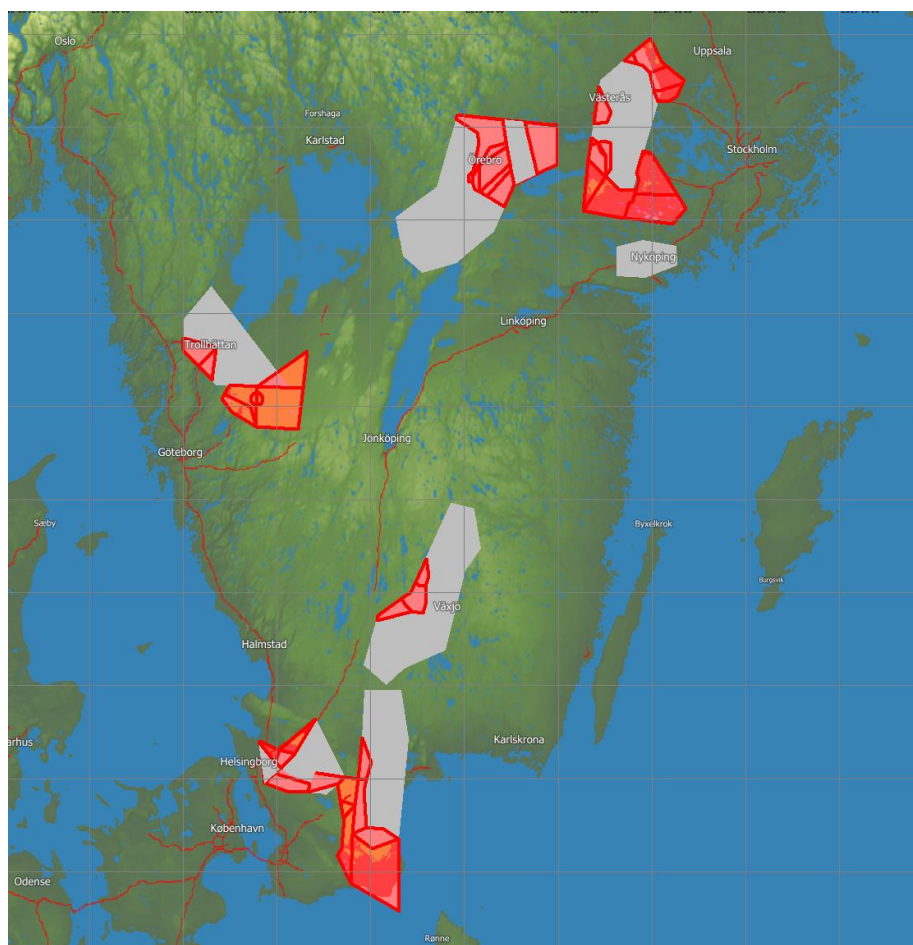 Oslo
Uppsala
Västerås
Forshaga
Karlstad
Stockholm
Örebro
Nyköping
Linköping
Trollhättan
Jönköping
Göteborg
Sæby
Byxelkrok
Burgsvik
Växjö
Halmstad
Karlskrona
arhus
Helsingborg
København
Odense
Rønne